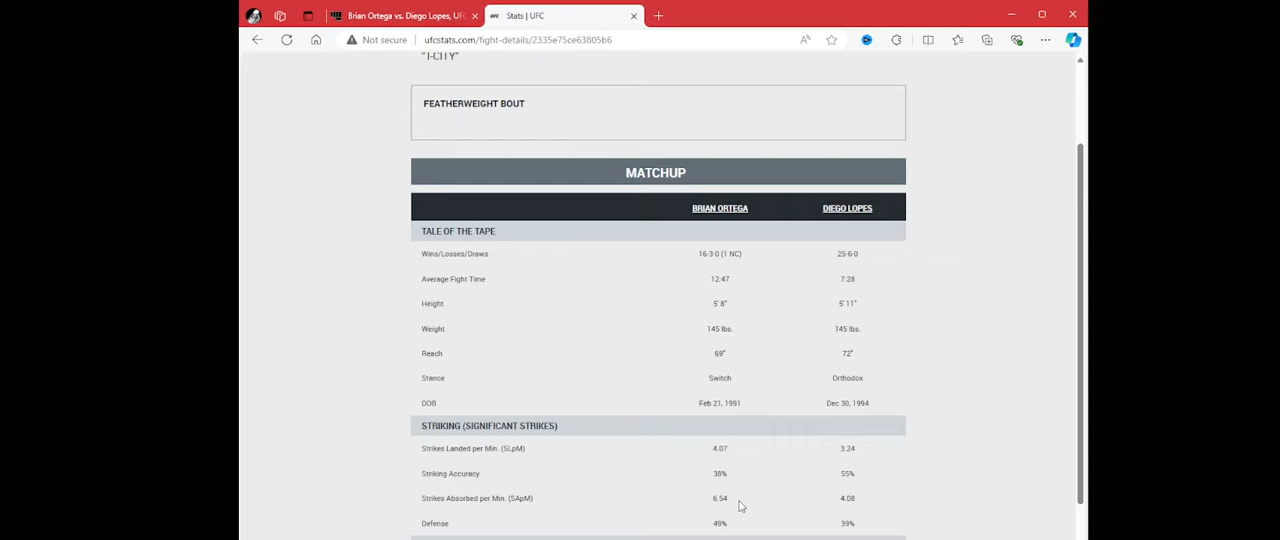 Brian Ortega vs. Diego Lopes, UFC
Stats | UFC
Not secure ufcstats.com/fight-details/2335e75ce63805b6
"T-CITY"
FEATHERWEIGHT BOUT
MATCHUP
BRIAN ORTEGA DIEGO LOPES
TALE OF THE TAPE
Wins/Losses/Draws 16-3-0 (1 NC) 25-6-0
Average Fight Time 12:47 7:28
Height 5' 8" 5' 11"
Weight 145 lbs. 145 lbs.
Reach 69" 72"
Stance Switch Orthodox
DOB Feb 21, 1991 Dec 30, 1994
STRIKING (SIGNIFICANT STRIKES)
Strikes Landed per Min. (SLpM) 4.07 3.24
Striking Accuracy 38% 55%
Strikes Absorbed per Min. (SApM) 6.54 4.08
Defense 49% 39%